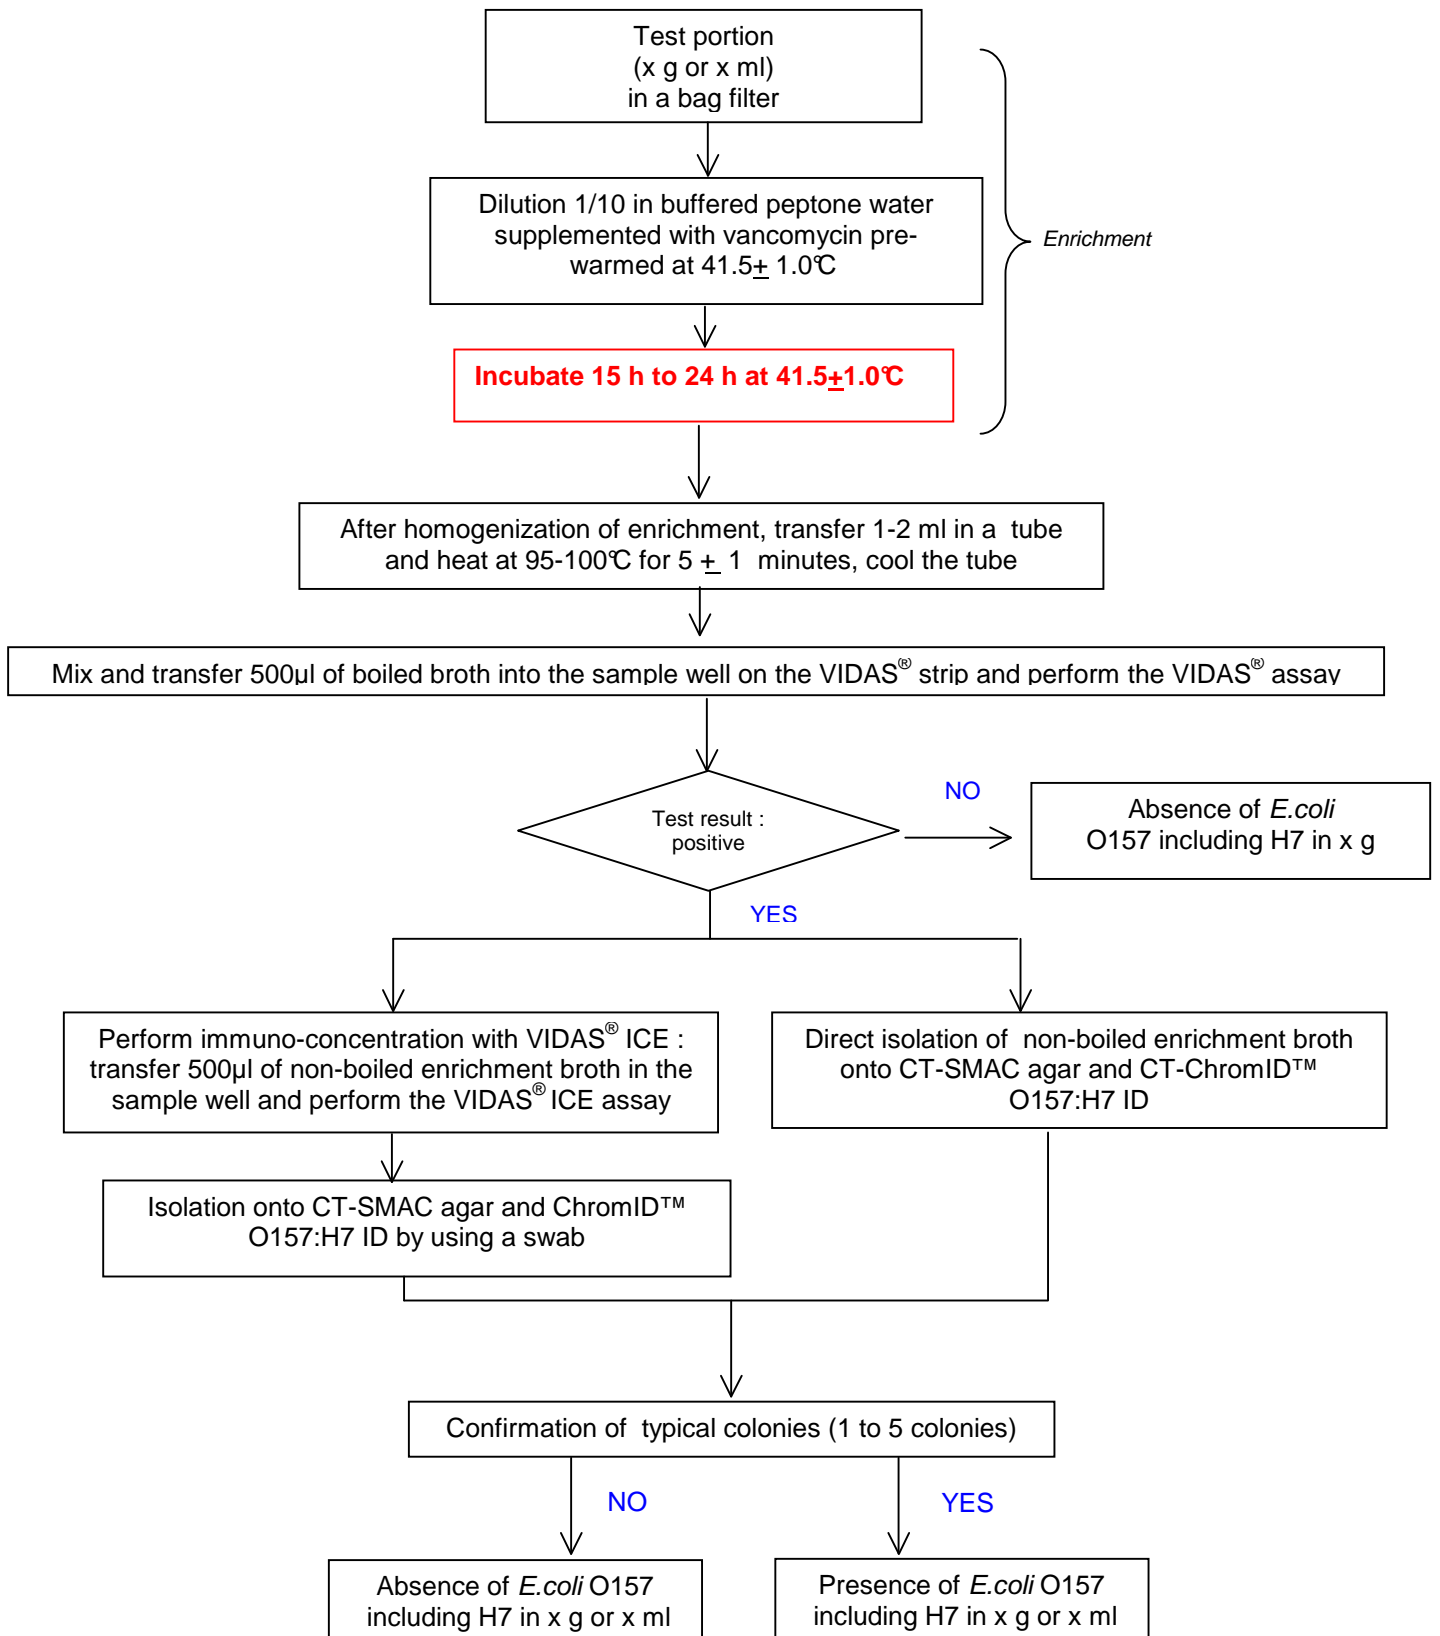 Test portion
(x g or x ml)
in a bag filter
Dilution 1/10 in buffered peptone water
supplemented with vancomycin pre-
warmed at 41.5± 1.0°C
Enrichment
Incubate 15 h to 24 h at 41.5±1.0°C
After homogenization of enrichment, transfer 1-2 ml in a tube
and heat at 95-100°C for 5 ± 1 minutes, cool the tube
Mix and transfer 500µl of boiled broth into the sample well on the VIDAS® strip and perform the VIDAS® assay
Test result :
positive
NO
Absence of E.coli
O157 including H7 in x g
YES
Perform immuno-concentration with VIDAS® ICE :
transfer 500µl of non-boiled enrichment broth in the
sample well and perform the VIDAS® ICE assay
Direct isolation of non-boiled enrichment broth
onto CT-SMAC agar and CT-ChromID™
O157:H7 ID
Isolation onto CT-SMAC agar and ChromID™
O157:H7 ID by using a swab
Confirmation of typical colonies (1 to 5 colonies)
NO
YES
Absence of E.coli O157
including H7 in x g or x ml
Presence of E.coli O157
including H7 in x g or x ml